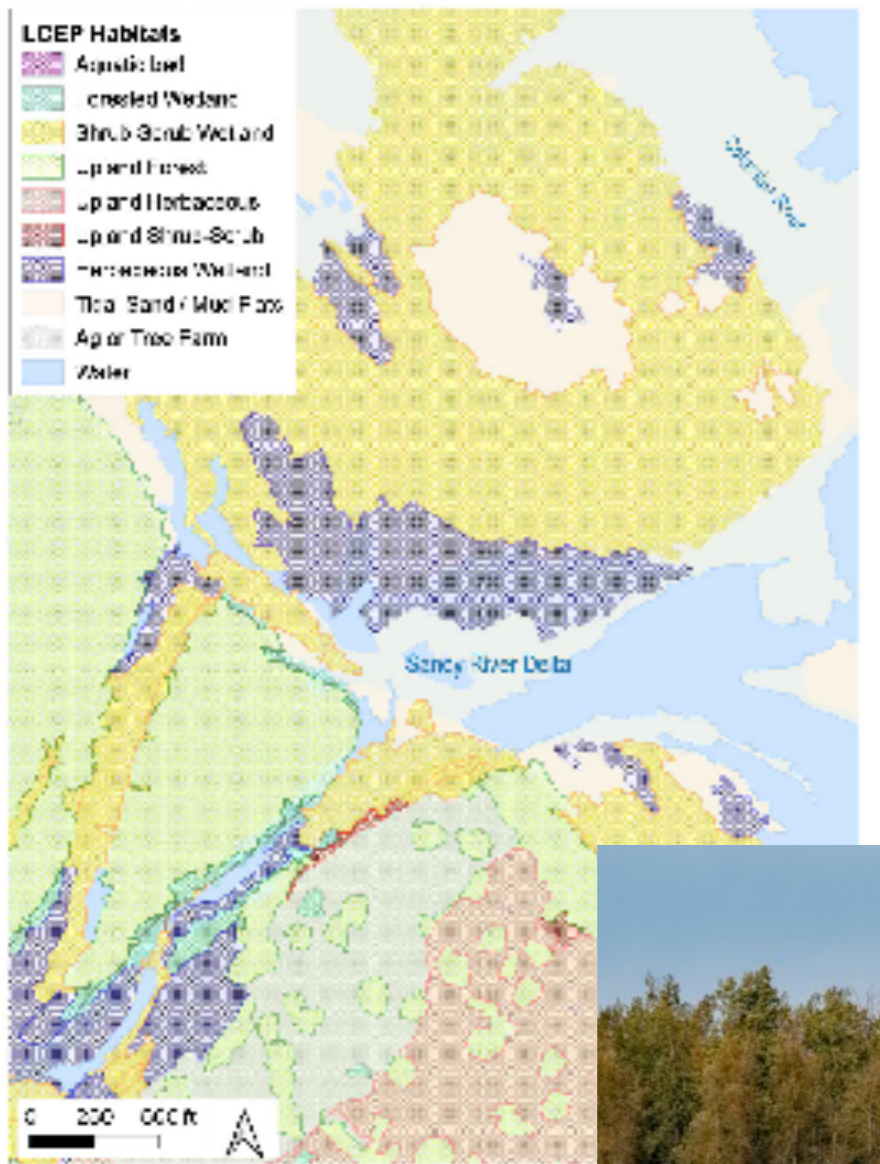 LCEP Habitats
Aquatic bed
Forested Wetland
Shrub-Scrub Wetland
Upland Forest
Upland Herbaceous
Upland Shrub-Scrub
Herbaceous Wetland
Tidal Sand / Mud Flats
Ag or Tree Farm
Water
River
Sandy River Delta
0
ft